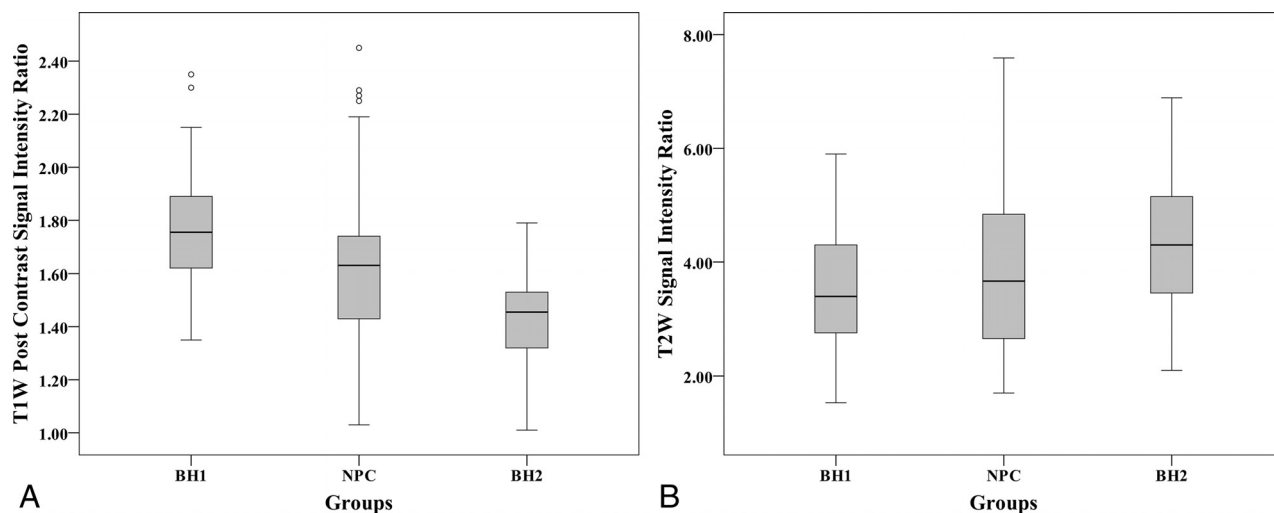 T1W Post Contrast Signal Intensity Ratio
2.40
2.20
2.00
1.80
1.60
1.40
1.20
1.00
BH1 NPC BH2
Groups
A
T2W Signal Intensity Ratio
8.00
6.00
4.00
2.00
BH1 NPC BH2
Groups
B